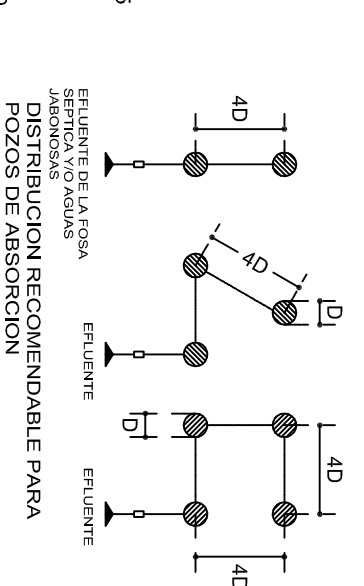 4D
4D
D
D
4D
4D
EFLUENTE DE LA FOSA
SEPTICA Y/O AGUAS
JABONOSAS
EFLUENTE
EFLUENTE
DISTRIBUCION RECOMENDABLE PARA
POZOS DE ABSORCION